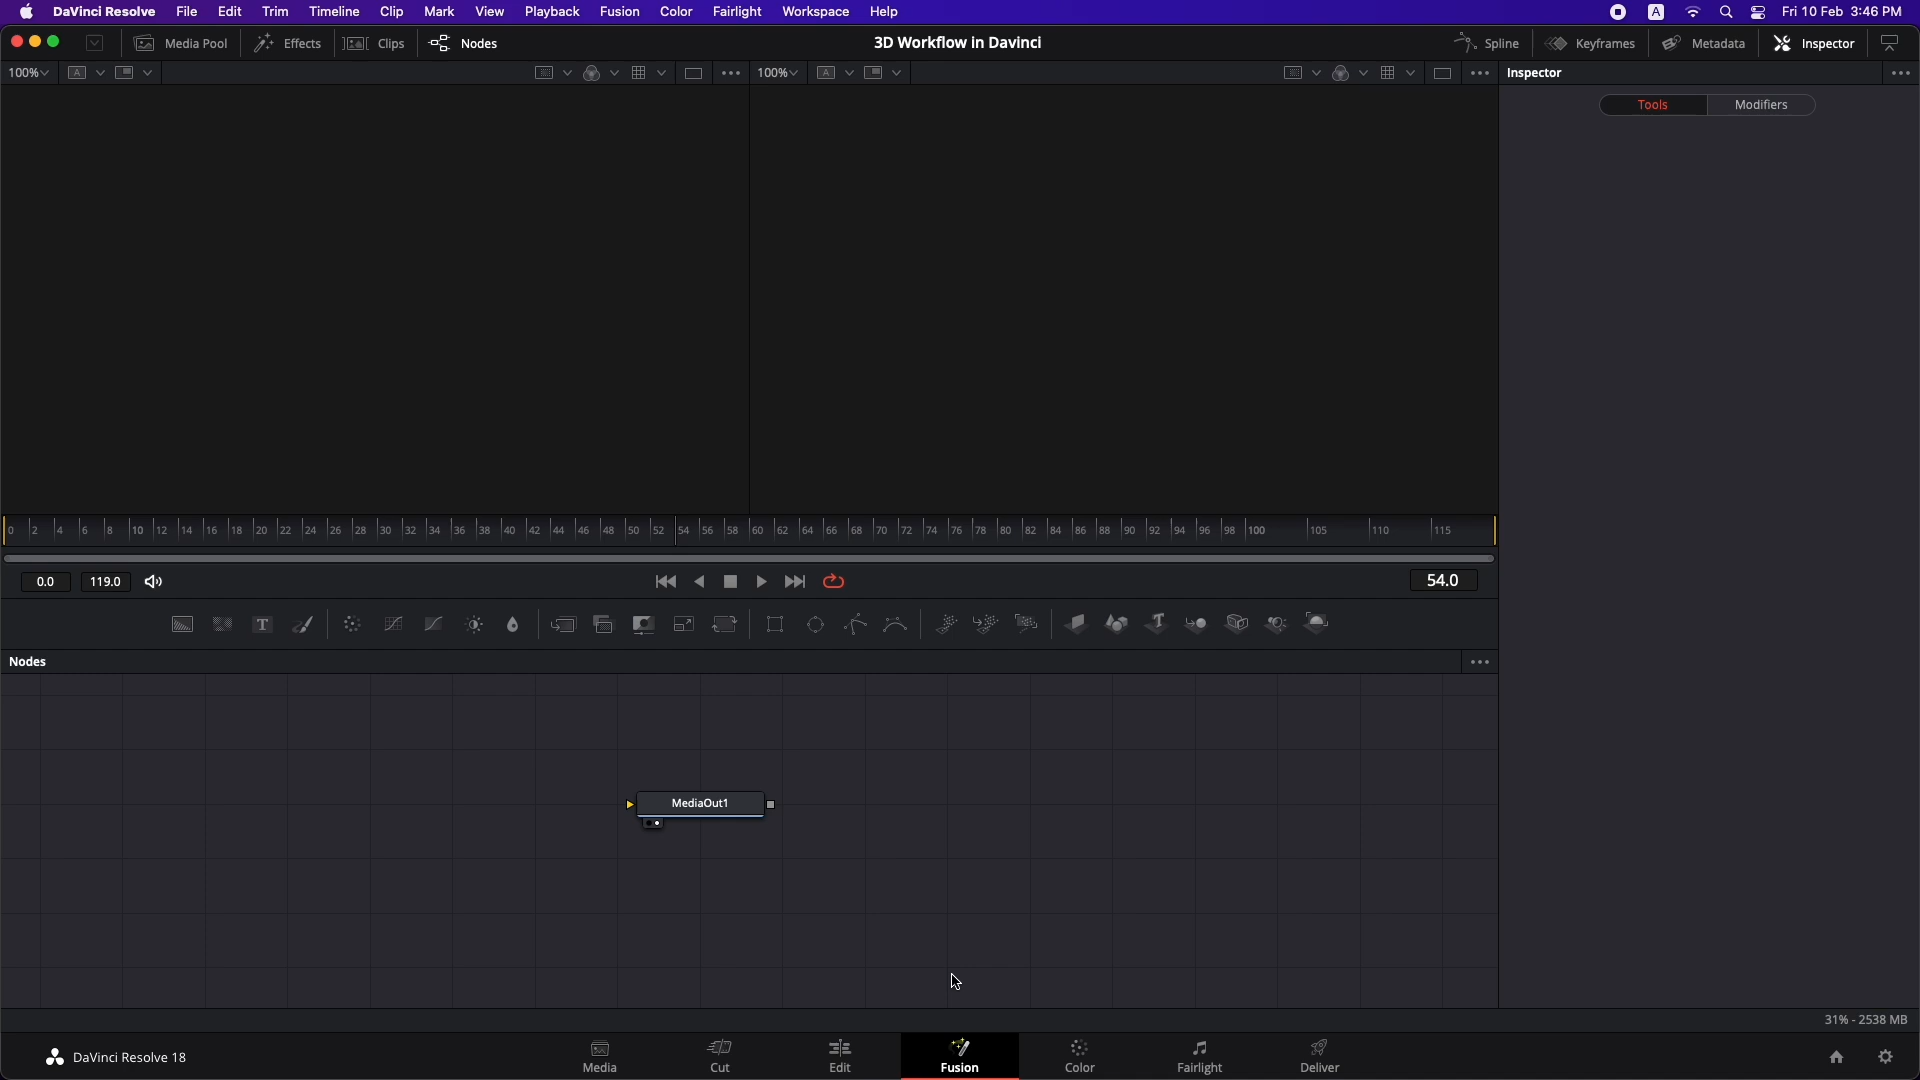 DaVinci Resolve File Edit Trim Timeline Clip Mark View Playback Fusion Color Fairlight Workspace Help A Fri 10 Feb 3:46 PM
Media Pool Effects Clips Nodes 3D Workflow in Davinci Spline Keyframes Metadata Inspector
100% A 100% A Inspector
Tools Modifiers
0 2 4 6 8 10 12 14 16 18 20 22 24 26 28 30 32 34 36 38 40 42 44 46 48 50 52 54 56 58 60 62 64 66 68 70 72 74 76 78 80 82 84 86 88 90 92 94 96 98 100 105 110 115
0.0 119.0 54.0
T T
Nodes
MediaOut1
31% - 2538 MB
DaVinci Resolve 18 Media Cut Edit Fusion Color Fairlight Deliver